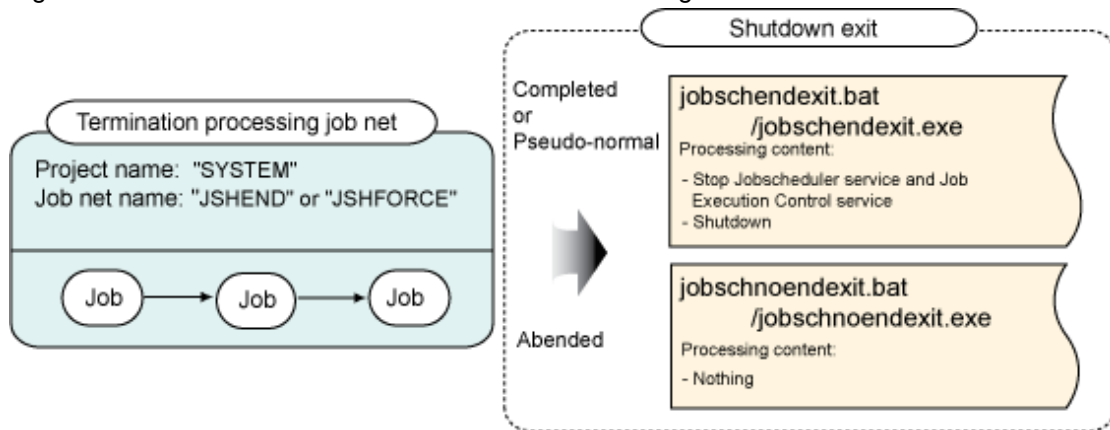 Shutdown exit
Termination processing job net
Project name: "SYSTEM"
Job net name: "JSHEND" or "JSHFORCE"
Job
Job
Job
Completed
or
Pseudo-normal
jobschendexit.bat
/jobschendexit.exe
Processing content:
- Stop Jobscheduler service and Job
Execution Control service
- Shutdown
Abended
jobschnoendexit.bat
/jobschnoendexit.exe
Processing content:
- Nothing